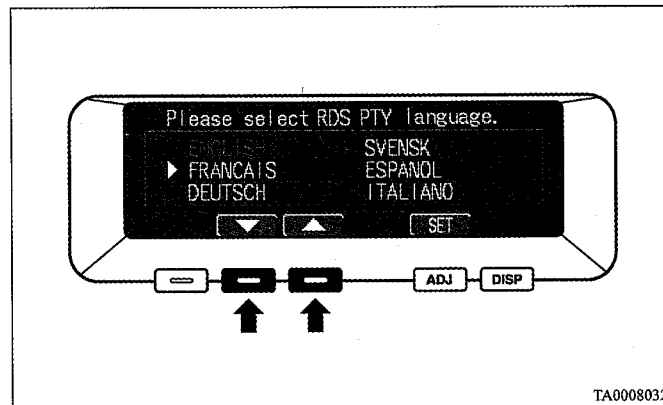 Please select RDS PTY language.
ENGLISH SVENSK
FRANCAIS ESPANOL
DEUTSCH ITALIANO
SET
ADJ DISP
TA0008032